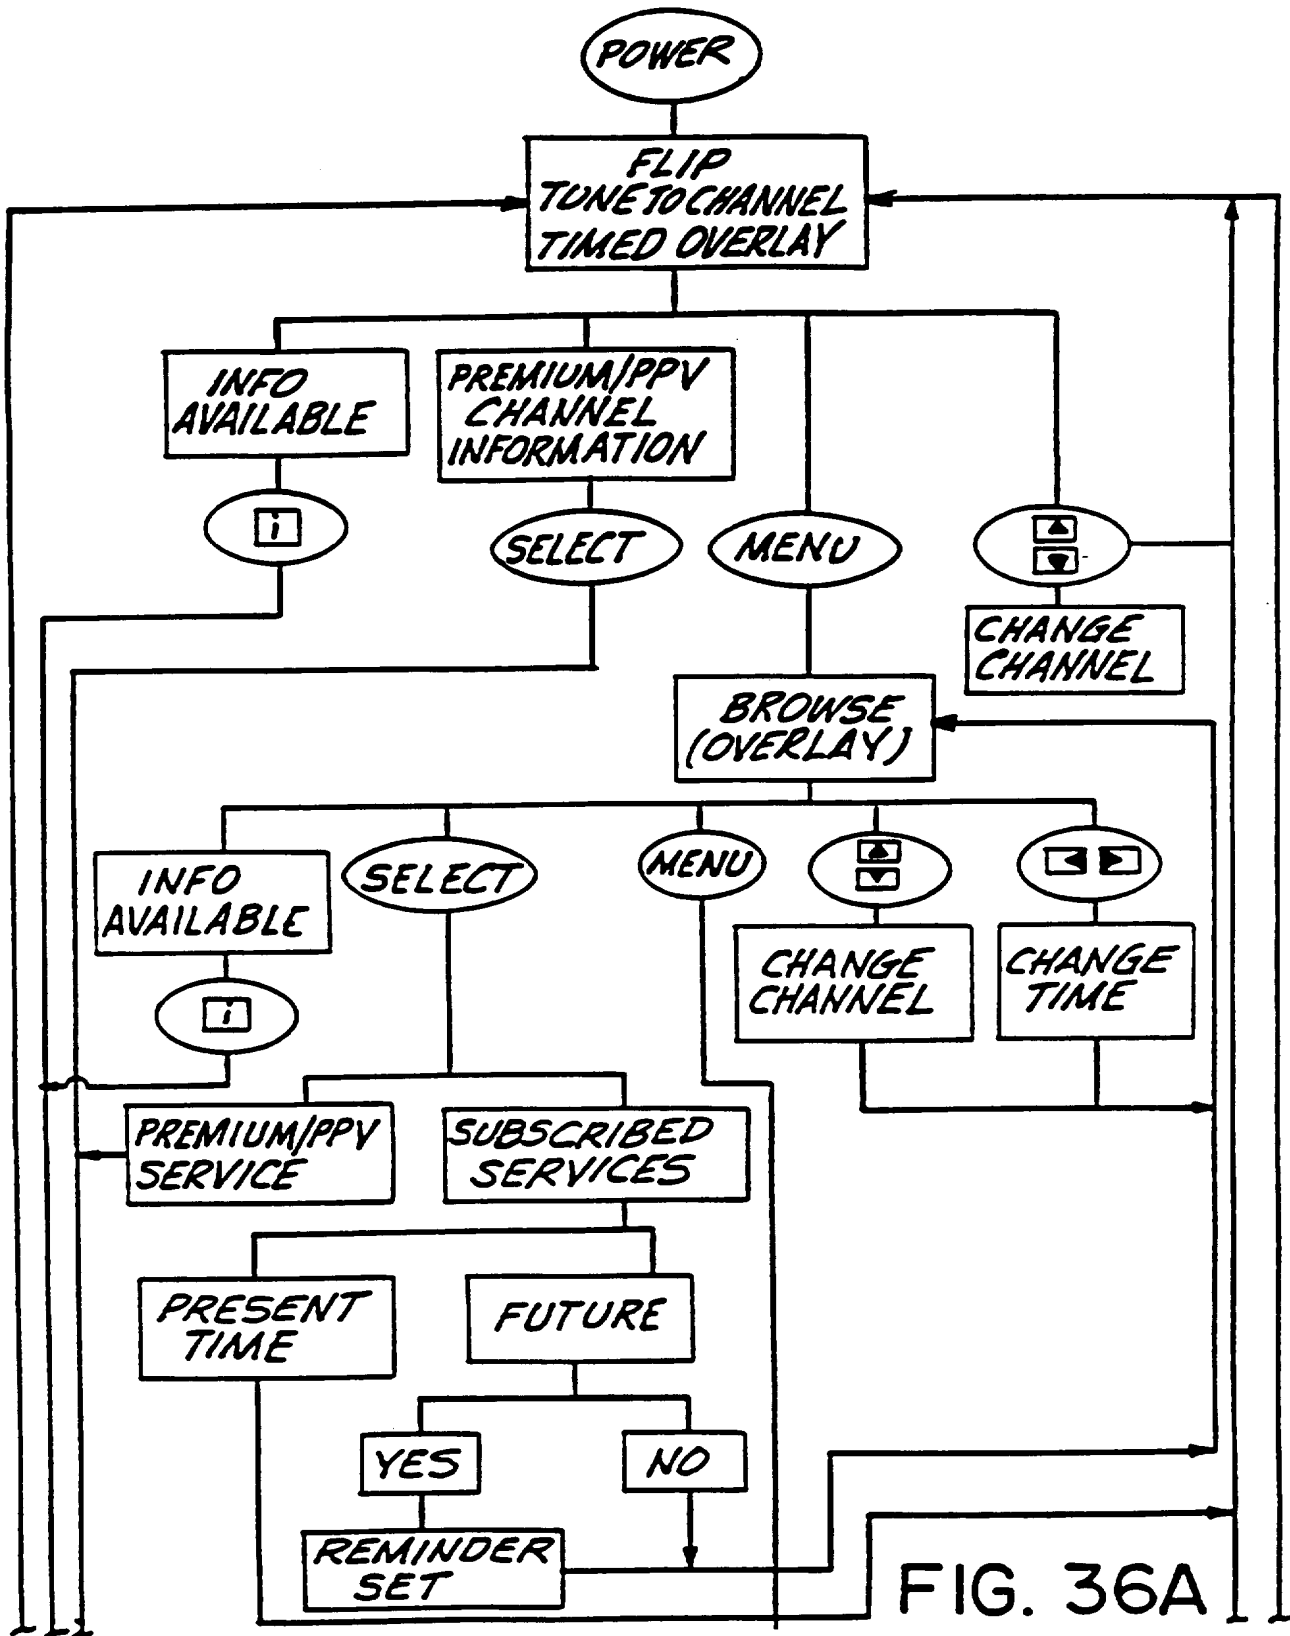 POWER
FLIP
TUNE TO CHANNEL
TIMED OVERLAY
INFO
AVAILABLE
PREMIUM/PPV
CHANNEL
INFORMATION
i
SELECT
MENU
CHANGE
CHANNEL
BROWSE
(OVERLAY)
INFO
AVAILABLE
SELECT
MENU
i
CHANGE
CHANNEL
CHANGE
TIME
PREMIUM/PPV
SERVICE
SUBSCRIBED
SERVICES
PRESENT
TIME
FUTURE
YES
NO
REMINDER
SET
FIG. 36A